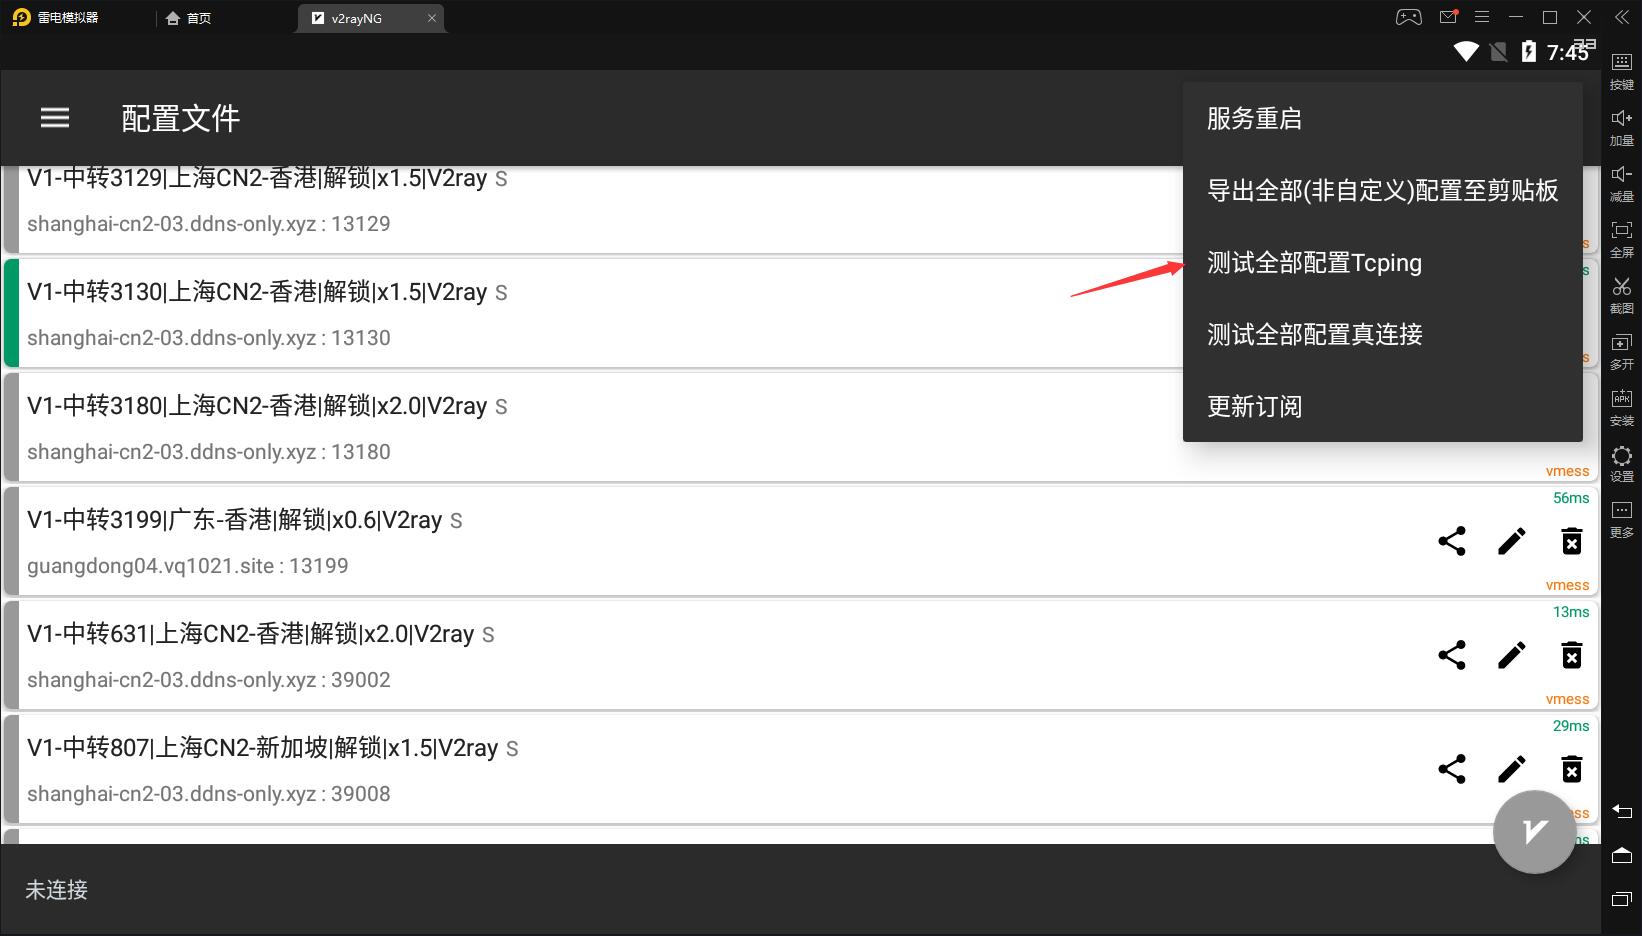 雷电模拟器
首页
v2rayNG
7:45
配置文件
服务重启
导出全部(非自定义)配置至剪贴板
测试全部配置Tcping
测试全部配置真连接
更新订阅
V1-中转3129|上海CN2-香港|解锁|x1.5|V2ray S
shanghai-cn2-03.ddns-only.xyz : 13129
s
V1-中转3130|上海CN2-香港|解锁|x1.5|V2ray S
s
shanghai-cn2-03.ddns-only.xyz : 13130
s
V1-中转3180|上海CN2-香港|解锁|x2.0|V2ray S
shanghai-cn2-03.ddns-only.xyz : 13180
vmess
V1-中转3199|广东-香港|解锁|x0.6|V2ray S
56ms
guangdong04.vq1021.site : 13199
vmess
V1-中转631|上海CN2-香港|解锁|x2.0|V2ray S
13ms
shanghai-cn2-03.ddns-only.xyz : 39002
vmess
V1-中转807|上海CN2-新加坡|解锁|x1.5|V2ray S
29ms
shanghai-cn2-03.ddns-only.xyz : 39008
ss
未连接
按键
加量
减量
全屏
截图
多开
APK
安装
设置
更多